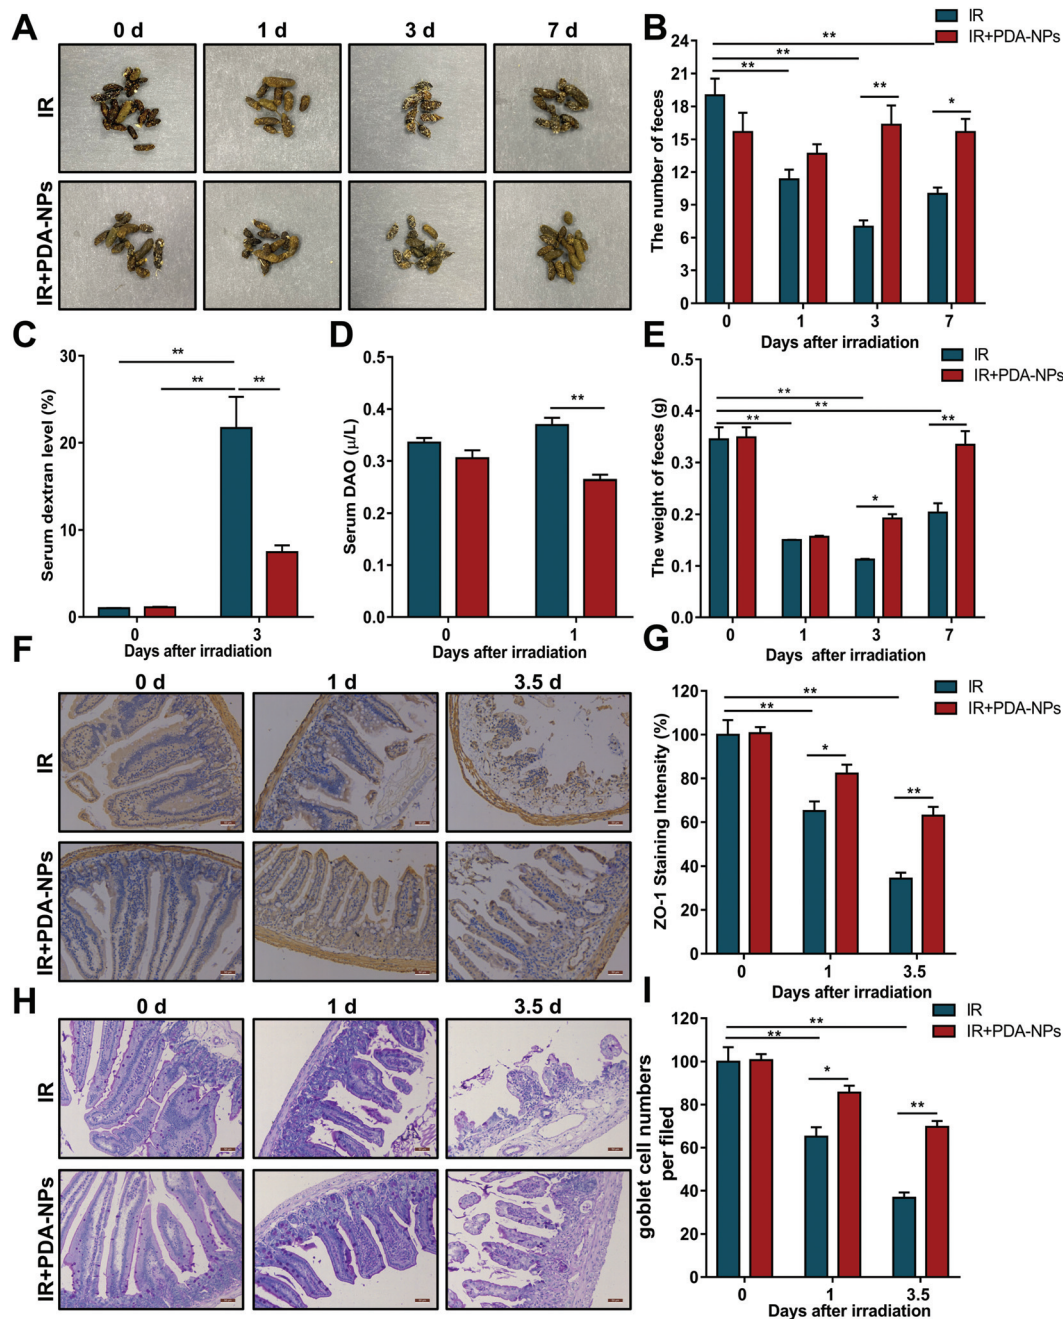 A
0 d
1 d
3 d
7 d
IR
IR+PDA-NPs
B
IR
IR+PDA-NPs
The number of feces
24
21
18
15
12
9
6
3
0
**
**
**
**
*
0
1
3
7
Days after irradiation
C
Serum dextran level (%)
30
20
10
0
**
**
**
0
3
Days after irradiation
D
Serum DAO (μ/L)
0.5
0.4
0.3
0.2
0.1
0.0
**
0
1
Days after irradiation
E
IR
IR+PDA-NPs
The weight of feces (g)
0.5
0.4
0.3
0.2
0.1
0.0
**
**
**
*
**
0
1
3
7
Days after irradiation
F
0 d
1 d
3.5 d
IR
IR+PDA-NPs
G
IR
IR+PDA-NPs
ZO-1 Staining Intensity (%)
120
100
80
60
40
20
0
**
**
*
**
0
1
3.5
Days after irradiation
H
0 d
1 d
3.5 d
IR
IR+PDA-NPs
I
IR
IR+PDA-NPs
goblet cell numbers
per filed
120
100
80
60
40
20
0
**
**
*
**
0
1
3.5
Days after irradiation